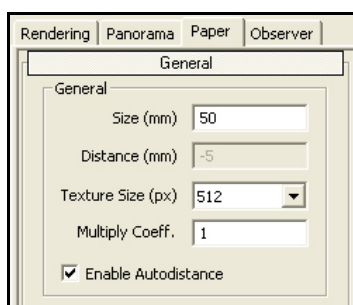 Rendering Panorama Paper Observer
General
General
Size (mm) 50
Distance (mm) -5
Texture Size (px) 512
Multiply Coeff. 1
Enable Autodistance